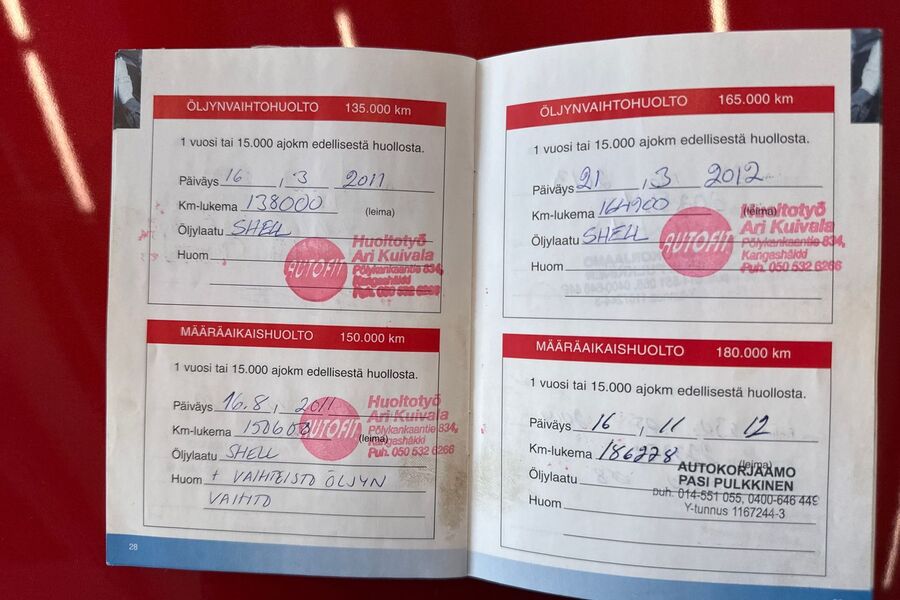 ÖLJYNVAIHTOHUOLTO 135.000 km
1 vuosi tai 15.000 ajokm edellisestä huollosta.
Päiväys 16 . 3 2011
Km-lukema 138000 (leima)
Öljylaatu SHELL
Huom
AUTOFIT
Huoltotyö
Ari Kuivala
Pölykankaantie 834,
Kangashäkki
Puh. 050 532 6266
MÄÄRÄAIKAISHUOLTO 150.000 km
1 vuosi tai 15.000 ajokm edellisestä huollosta.
Päiväys 16.8. 2011
Km-lukema 150600 (leima)
Öljylaatu SHELL
Huom + VAIHTEISTO ÖLJYN
VAIHTO
AUTOFIT
Huoltotyö
Ari Kuivala
Pölykankaantie 834,
Kangashäkki
Puh. 050 532 6266
28
ÖLJYNVAIHTOHUOLTO 165.000 km
1 vuosi tai 15.000 ajokm edellisestä huollosta.
Päiväys 21 . 3 2012
Km-lukema 164900 (leima)
Öljylaatu SHELL
Huom
AUTOFIT
Huoltotyö
Ari Kuivala
Pölykankaantie 834,
Kangashäkki
Puh. 050 532 6266
MÄÄRÄAIKAISHUOLTO 180.000 km
1 vuosi tai 15.000 ajokm edellisestä huollosta.
Päiväys 16 . 11 12
Km-lukema 186278 (leima)
Öljylaatu
Huom
AUTOKORJAAMO
PASI PULKKINEN
puh. 014-551 055, 0400-646 449
Y-tunnus 1167244-3